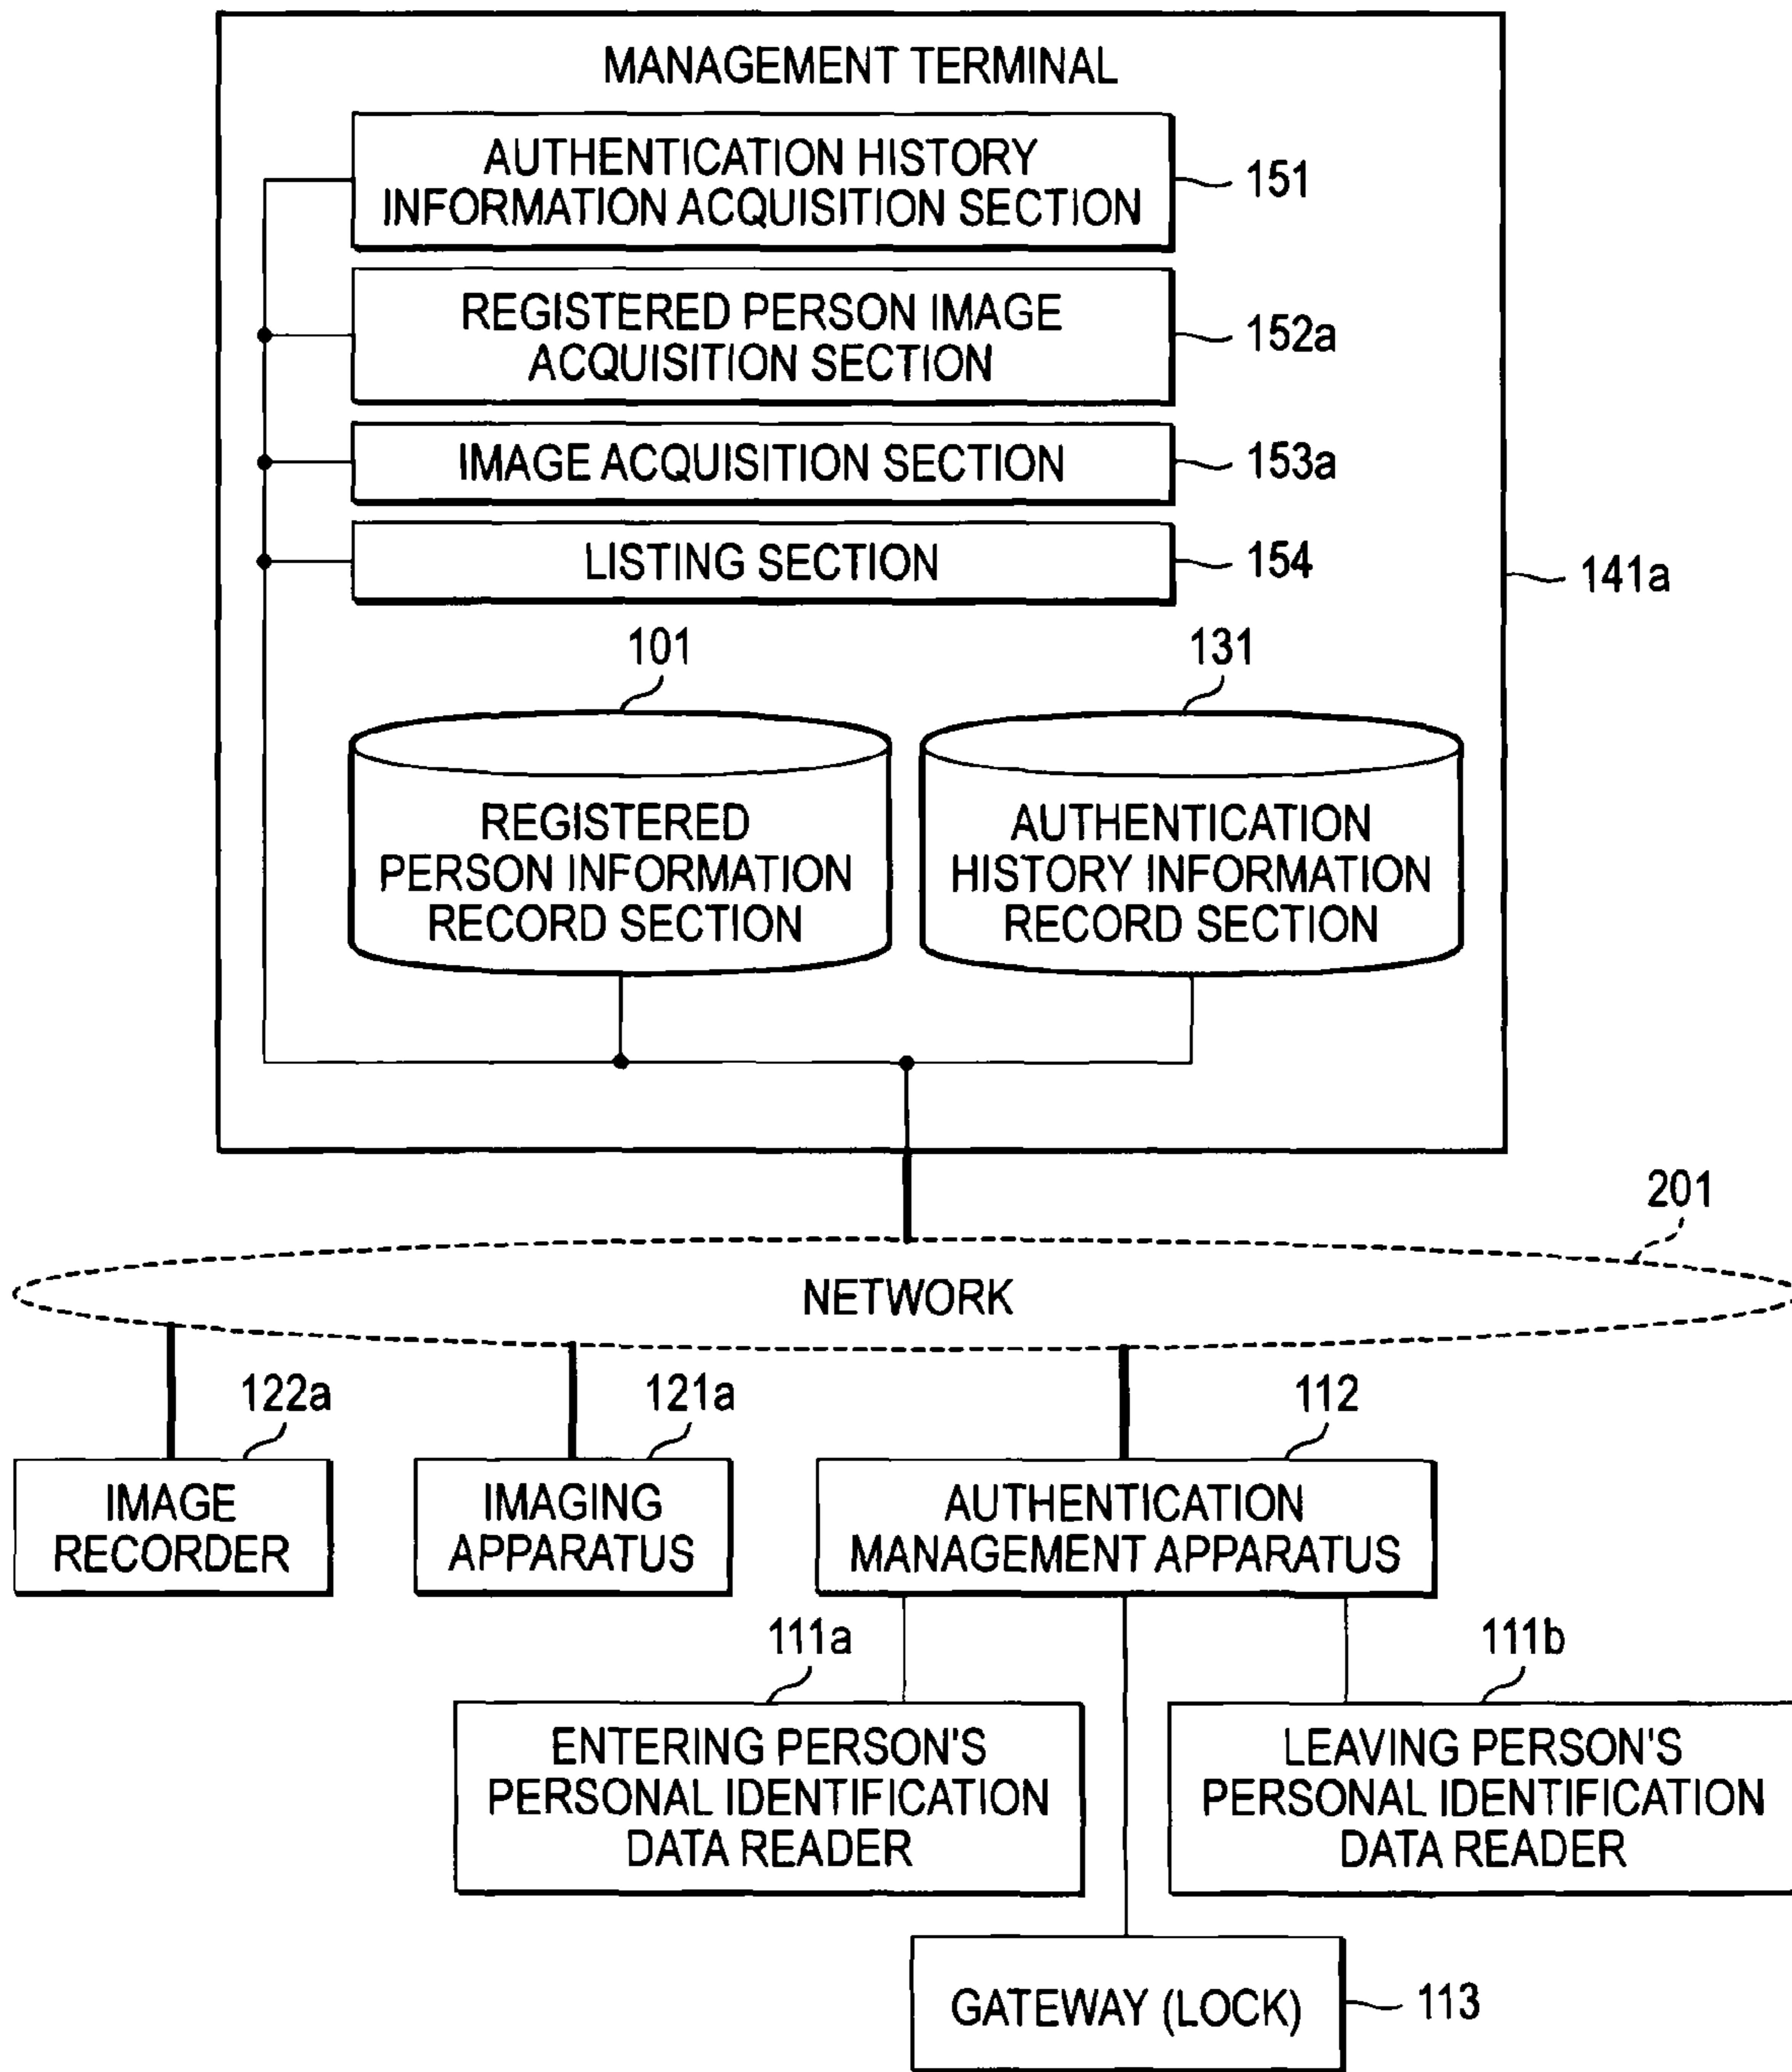 MANAGEMENT TERMINAL
AUTHENTICATION HISTORY
INFORMATION ACQUISITION SECTION
151
REGISTERED PERSON IMAGE
ACQUISITION SECTION
152a
IMAGE ACQUISITION SECTION
153a
LISTING SECTION
154
141a
101
131
REGISTERED
PERSON INFORMATION
RECORD SECTION
AUTHENTICATION
HISTORY INFORMATION
RECORD SECTION
201
NETWORK
122a
121a
112
IMAGE
RECORDER
IMAGING
APPARATUS
AUTHENTICATION
MANAGEMENT APPARATUS
111a
111b
ENTERING PERSON'S
PERSONAL IDENTIFICATION
DATA READER
LEAVING PERSON'S
PERSONAL IDENTIFICATION
DATA READER
GATEWAY (LOCK)
113